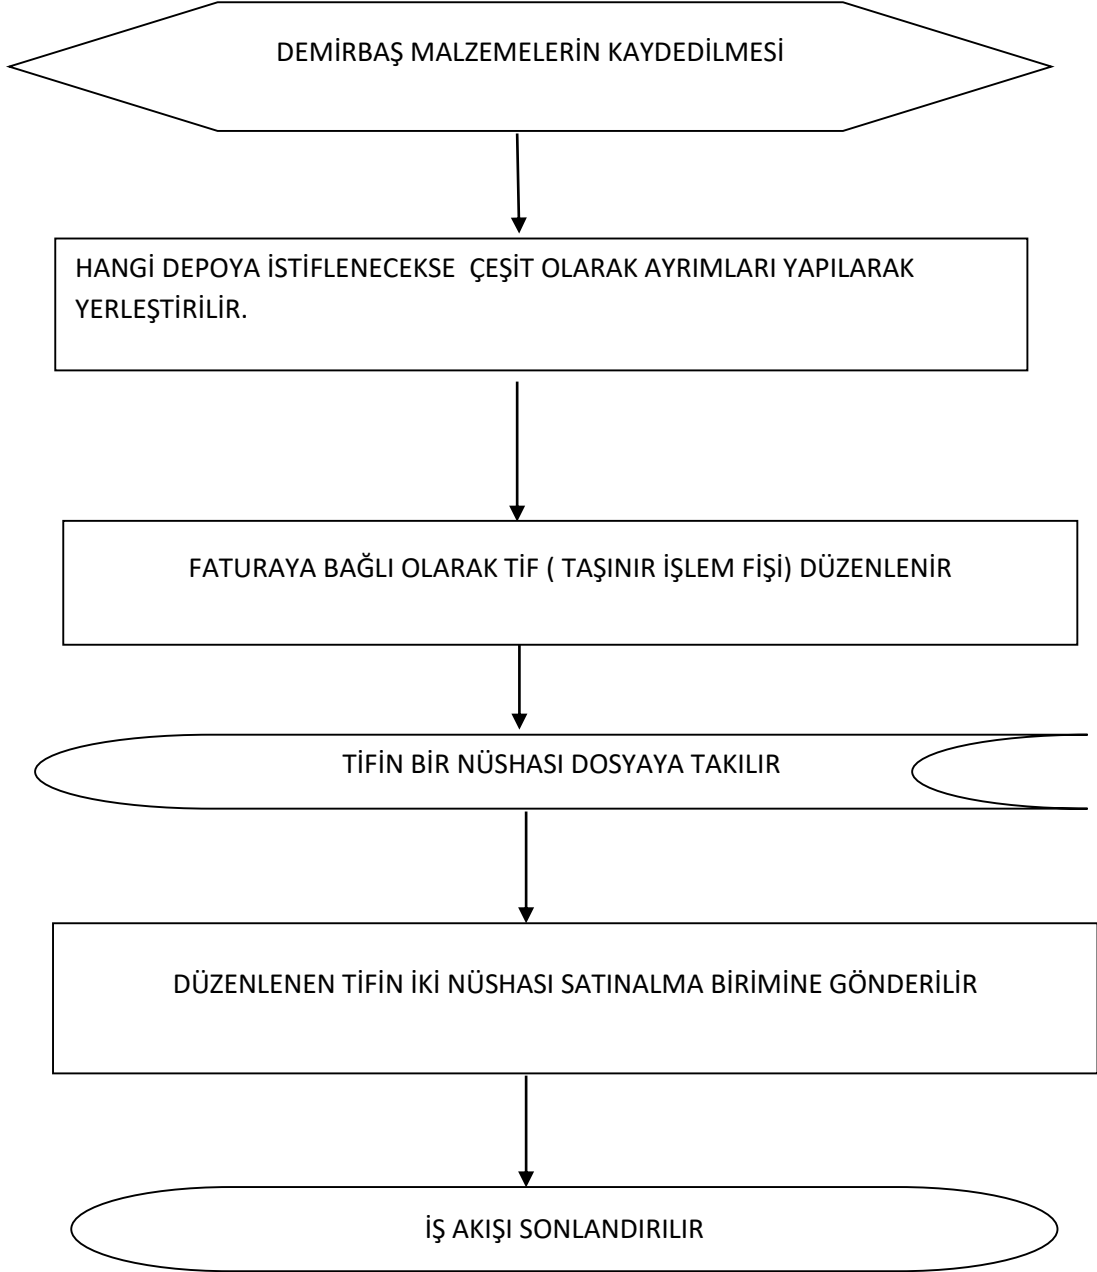 DEMİRBAŞ MALZEMELERİN KAYDEDİLMESİ
HANGİ DEPOYA İSTİFLENECEKSE ÇEŞİT OLARAK AYRIMLARI YAPILARAK
YERLEŞTİRİLİR.
FATURAYA BAĞLI OLARAK TİF ( TAŞINIR İŞLEM FİŞİ) DÜZENLENİR
TİFİN BİR NÜSHASI DOSYAYA TAKILIR
DÜZENLENEN TİFİN İKİ NÜSHASI SATINALMA BİRİMİNE GÖNDERİLİR
İŞ AKIŞI SONLANDIRILIR